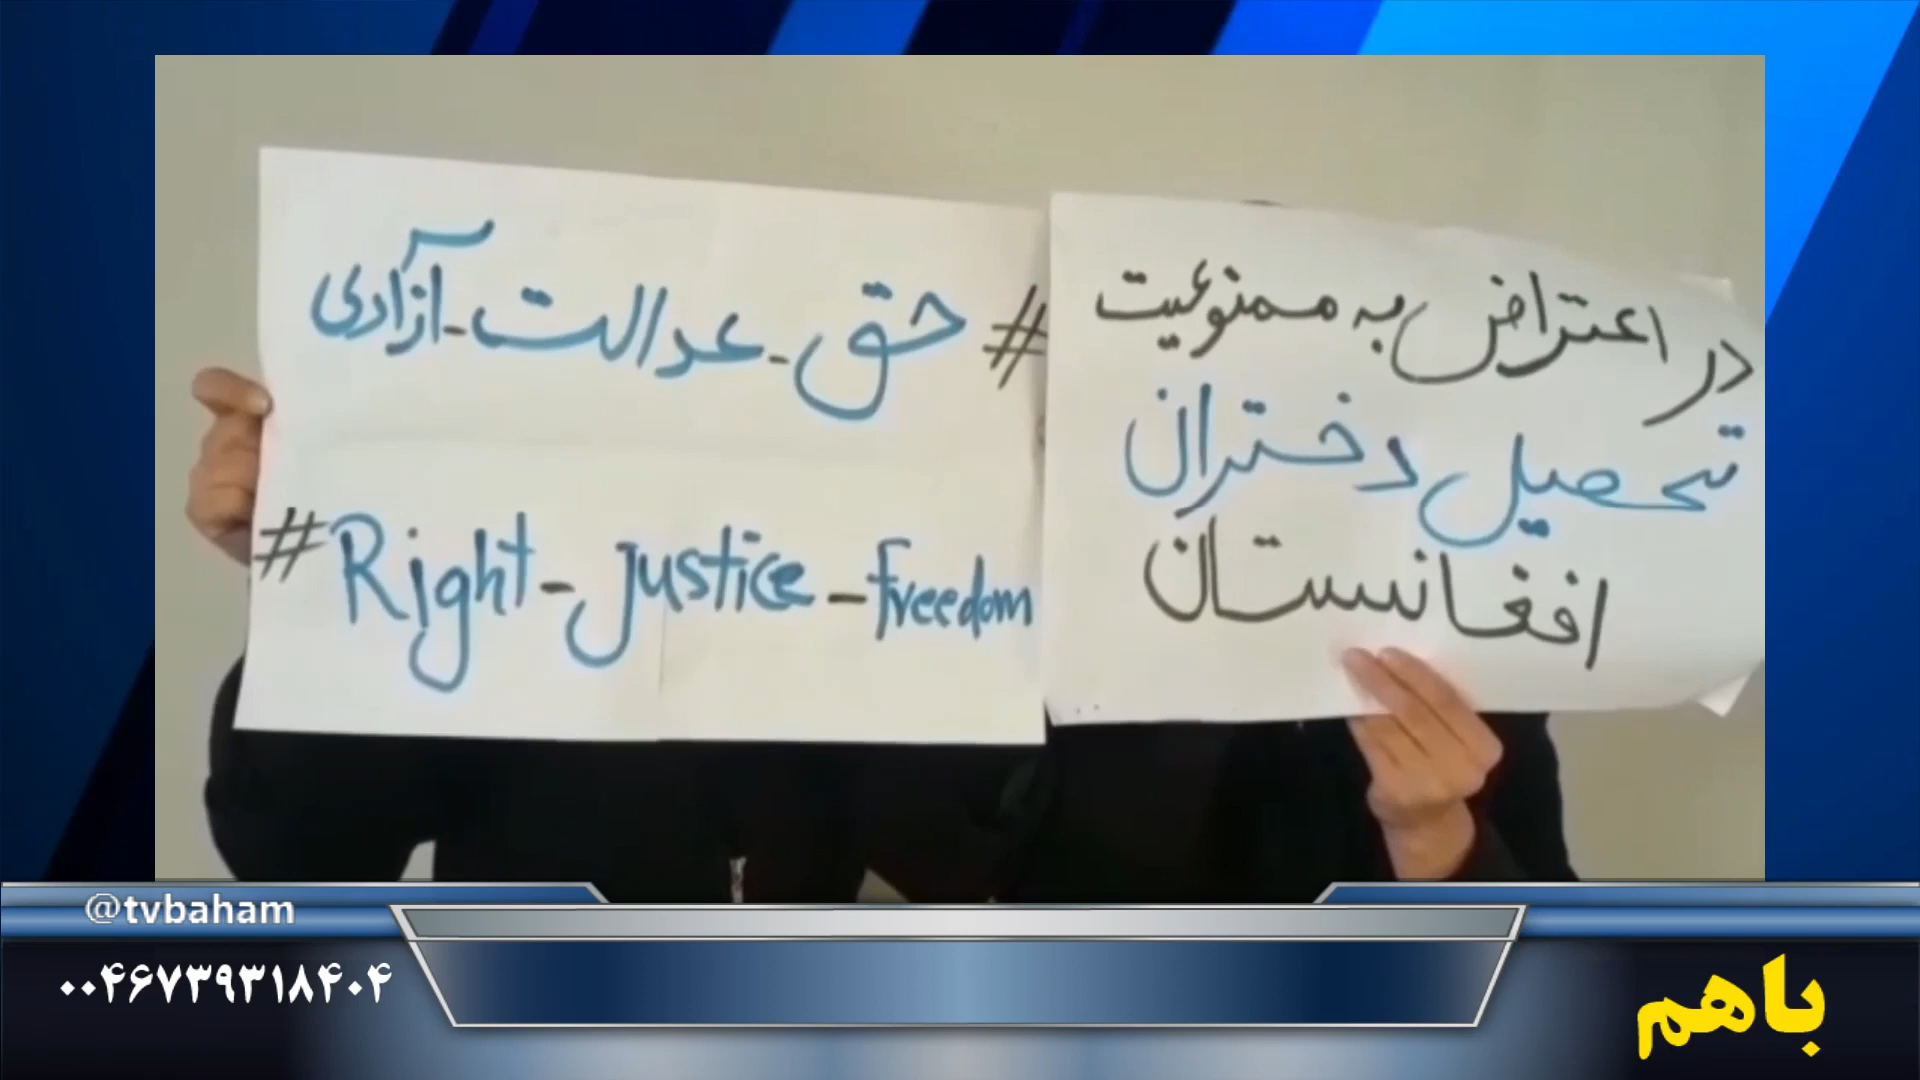 #حق-عدالت-آزادی
#Right-justice-freedom
در اعتراض به ممنوعیت
تحصیل دختران
افغانستان
@tvbaham
۰۰۴۶۷۳۹۳۱۸۴۰۴
باهم